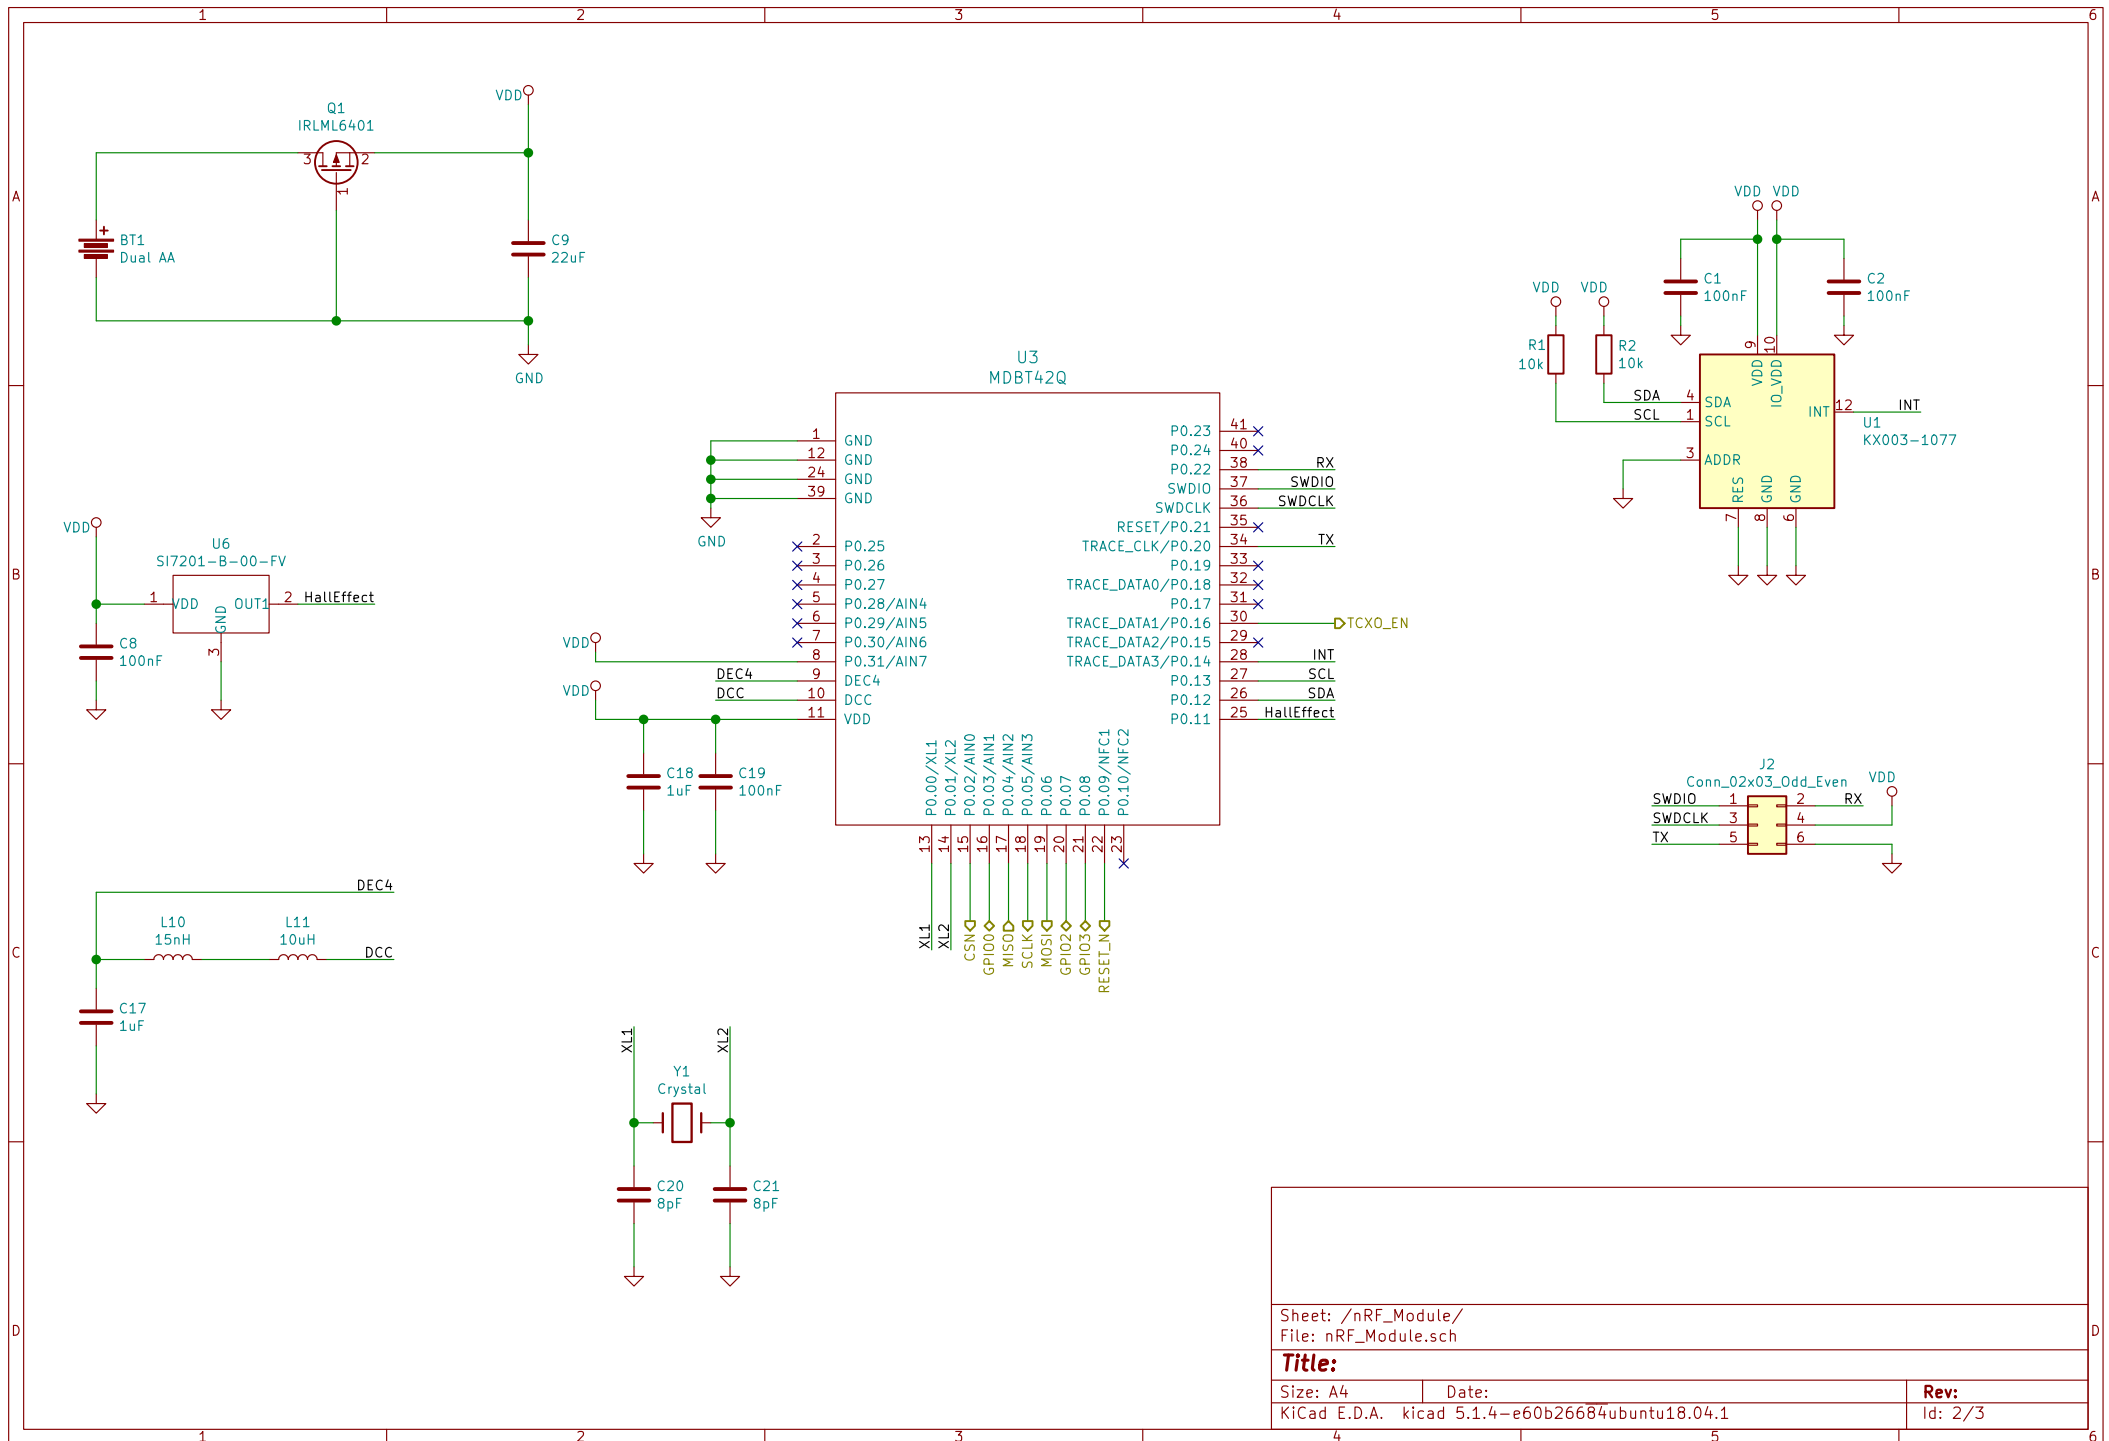 1 2 3 4 5 6
A
B
C
D
A
B
C
D
1 2 3 4 5 6
Q1
IRLML6401
3 2
1
VDD
+
BT1
Dual AA
C9
22uF
GND
VDD
U6
SI7201-B-00-FV
1 VDD OUT1 2 HallEffect
GND
3
C8
100nF
DEC4
L10
15nH
L11
10uH
DCC
C17
1uF
U3
MDBT42Q
1 GND
12 GND
24 GND
39 GND
GND
2 P0.25
3 P0.26
4 P0.27
5 P0.28/AIN4
6 P0.29/AIN5
7 P0.30/AIN6
VDD
8 P0.31/AIN7
DEC4 9 DEC4
VDD
DCC 10 DCC
11 VDD
C18
1uF
C19
100nF
P0.23 41
P0.24 40
P0.22 38 RX
SWDIO 37 SWDIO
SWDCLK 36 SWDCLK
RESET/P0.21 35
TRACE_CLK/P0.20 34 TX
P0.19 33
TRACE_DATA0/P0.18 32
P0.17 31
TRACE_DATA1/P0.16 30 TCXO_EN
TRACE_DATA2/P0.15 29
TRACE_DATA3/P0.14 28 INT
P0.13 27 SCL
P0.12 26 SDA
P0.11 25 HallEffect
P0.00/XL1 13 XL1
P0.01/XL2 14 XL2
P0.02/AIN0 15 CSN
P0.03/AIN1 16 GPIO0
P0.04/AIN2 17 MISO
P0.05/AIN3 18 SCLK
P0.06 19 MOSI
P0.07 20 GPIO2
P0.08 21 GPIO3
P0.09/NFC1 22 RESET_N
P0.10/NFC2 23
XL1
XL2
Y1
Crystal
C20
8pF
C21
8pF
VDD VDD
C1
100nF
C2
100nF
VDD VDD
R1
10k
R2
10k
9 10
VDD IO_VDD
SDA 4 SDA
SCL 1 SCL
3 ADDR
INT 12 INT
U1
KX003-1077
RES GND GND
7 8 6
J2
Conn_02x03_Odd_Even
VDD
SWDIO 1 2 RX
SWDCLK 3 4
TX 5 6
Sheet: /nRF_Module/
File: nRF_Module.sch
Title:
Size: A4 Date: Rev:
KiCad E.D.A. kicad 5.1.4-e60b26684ubuntu18.04.1 Id: 2/3